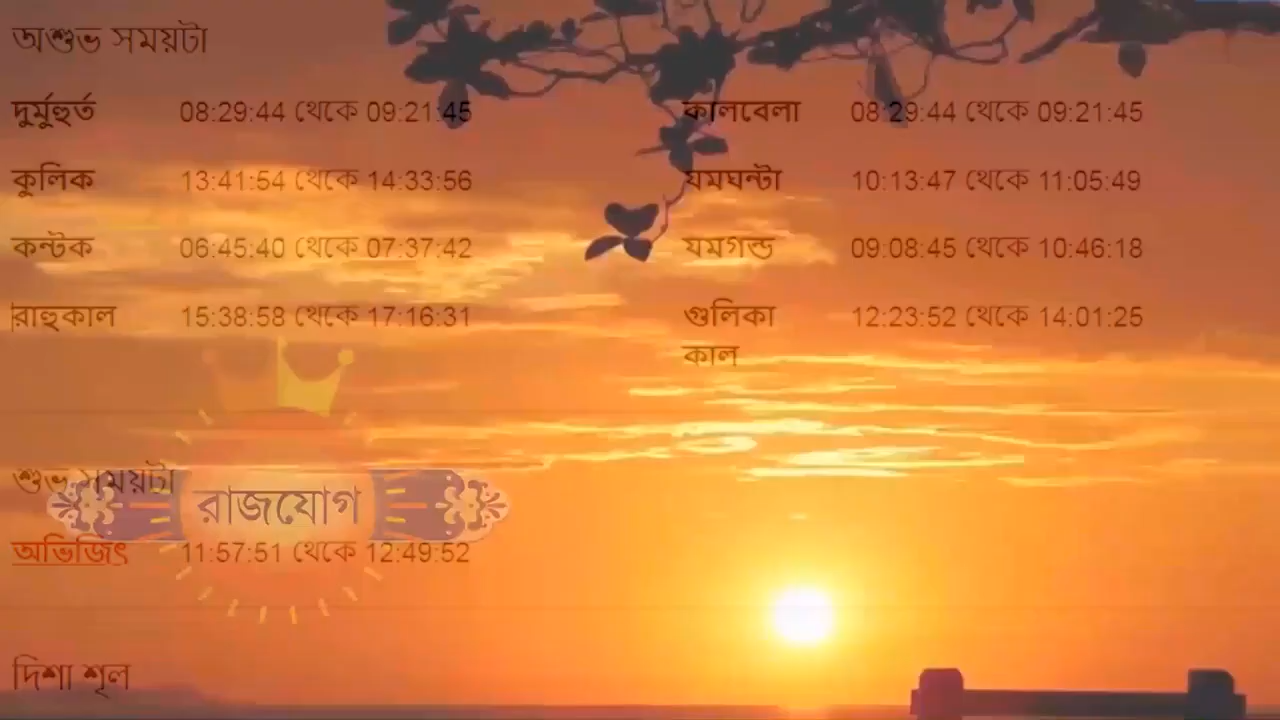 অশুভ সময়টা
দুর্মুহুর্ত 08:29:44 থেকে 09:21:45 কালবেলা 08:29:44 থেকে 09:21:45
কুলিক 13:41:54 থেকে 14:33:56 যমঘন্টা 10:13:47 থেকে 11:05:49
কন্টক 06:45:40 থেকে 07:37:42 যমগন্ড 09:08:45 থেকে 10:46:18
রাহুকাল 15:38:58 থেকে 17:16:31 গুলিকা 12:23:52 থেকে 14:01:25
কাল
শুভ সময়টা
রাজযোগ
অভিজিৎ 11:57:51 থেকে 12:49:52
দিশা শূল